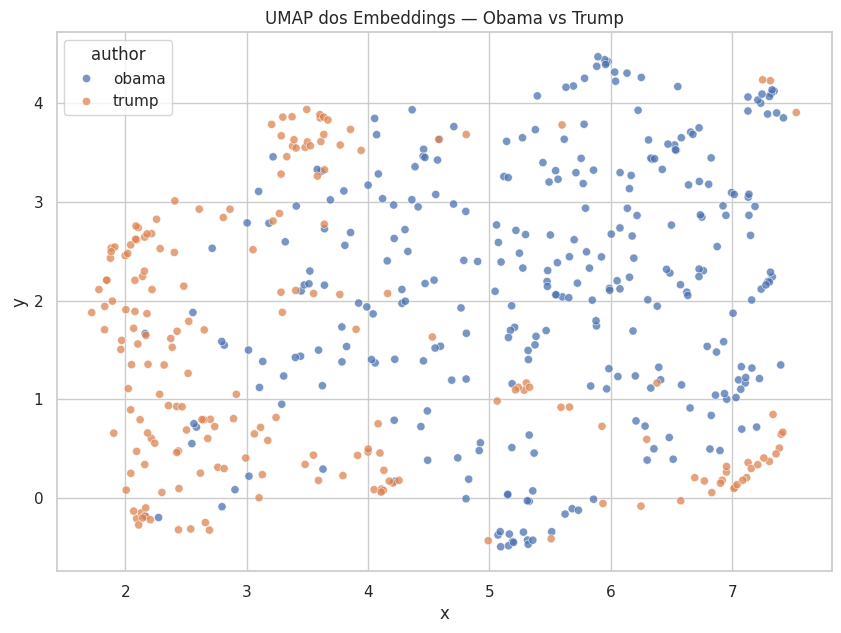 UMAP dos Embeddings — Obama vs Trump
author
obama
trump
y
4
3
2
1
0
2 3 4 5 6 7
x